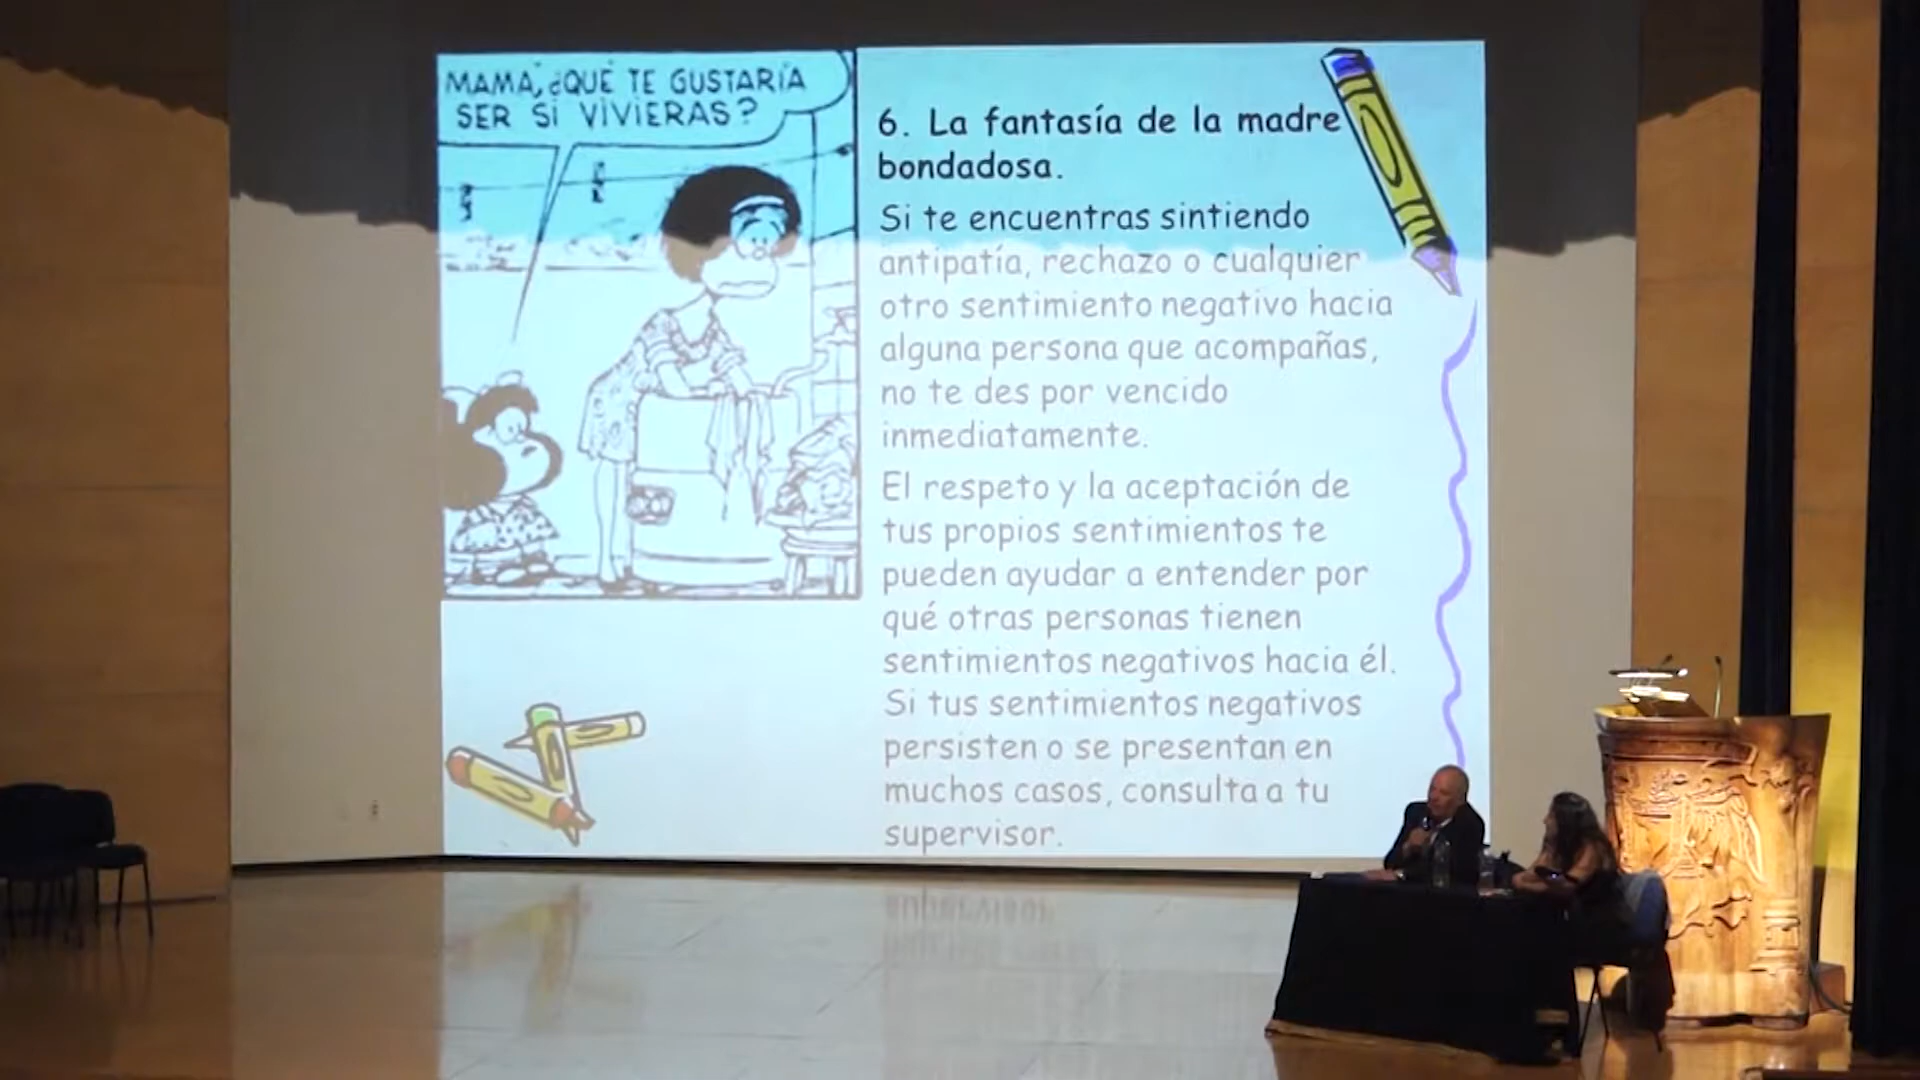 MAMÁ, ¿QUÉ TE GUSTARÍA
SER SI VIVIERAS?
6. La fantasía de la madre
bondadosa.
Si te encuentras sintiendo
antipatía, rechazo o cualquier
otro sentimiento negativo hacia
alguna persona que acompañas,
no te des por vencido
inmediatamente.
El respeto y la aceptación de
tus propios sentimientos te
pueden ayudar a entender por
qué otras personas tienen
sentimientos negativos hacia él.
Si tus sentimientos negativos
persisten o se presentan en
muchos casos, consulta a tu
supervisor.